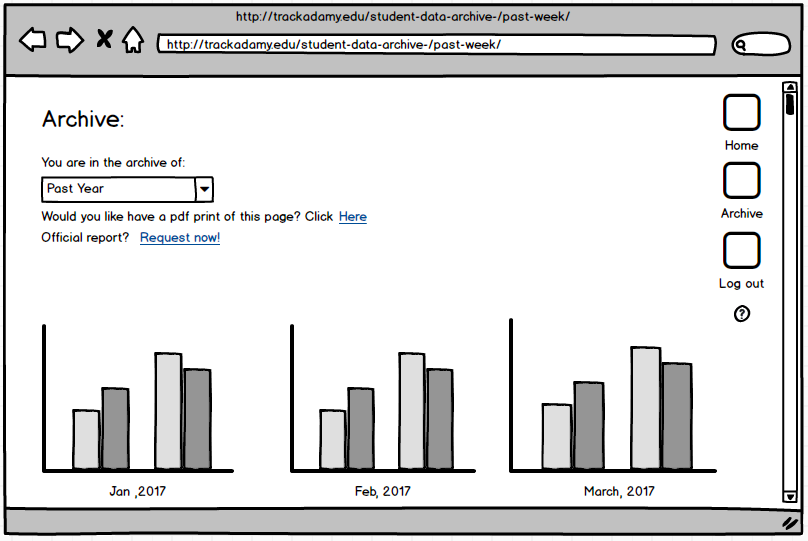 http://trackadamy.edu/student-data-archive-/past-week/
http://trackadamy.edu/student-data-archive-/past-week/
Archive:
You are in the archive of:
Past Year
Would you like have a pdf print of this page? Click Here
Official report? Request now!
Home
Archive
Log out
?
Jan ,2017
Feb, 2017
March, 2017